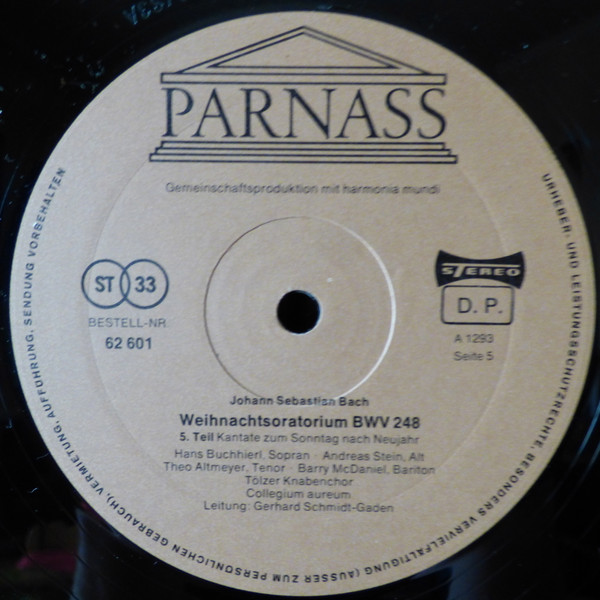 PARNASS
Gemeinschaftsproduktion mit harmonia mundi
ST 33
BESTELL-NR.
62 601
STEREO
D. P.
A 1293
Seite 5
Johann Sebastian Bach
Weihnachtsoratorium BWV 248
5. Teil Kantate zum Sonntag nach Neujahr
Hans Buchhierl, Sopran · Andreas Stein, Alt
Theo Altmeyer, Tenor · Barry McDaniel, Bariton
Tölzer Knabenchor
Collegium aureum
Leitung: Gerhard Schmidt-Gaden
URHEBER- UND LEISTUNGSSCHUTZRECHTE, BESONDERS VERVIELFÄLTIGUNG (AUSSER ZUM PERSÖNLICHEN GEBRAUCH), VERMIETUNG, AUFFÜHRUNG, SENDUNG VORBEHALTEN